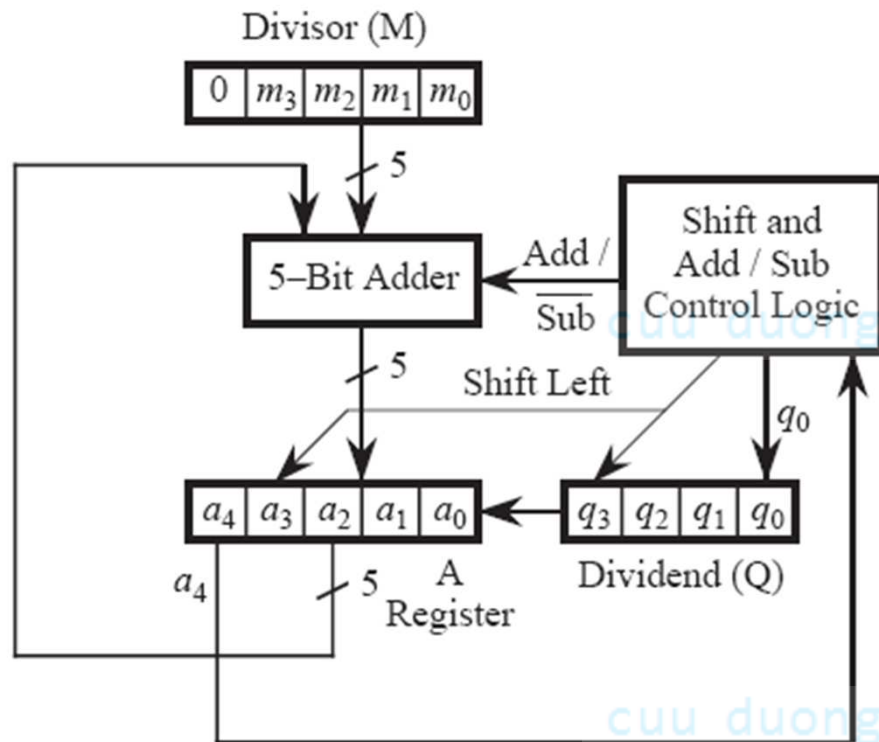 Divisor (M)
0 m3 m2 m1 m0
5
5–Bit Adder
Add /
Sub
Shift and
Add / Sub
Control Logic
cuu duong
5
Shift Left
q0
a4 a3 a2 a1 a0
q3 q2 q1 q0
a4
5
A
Register
Dividend (Q)
cuu duong